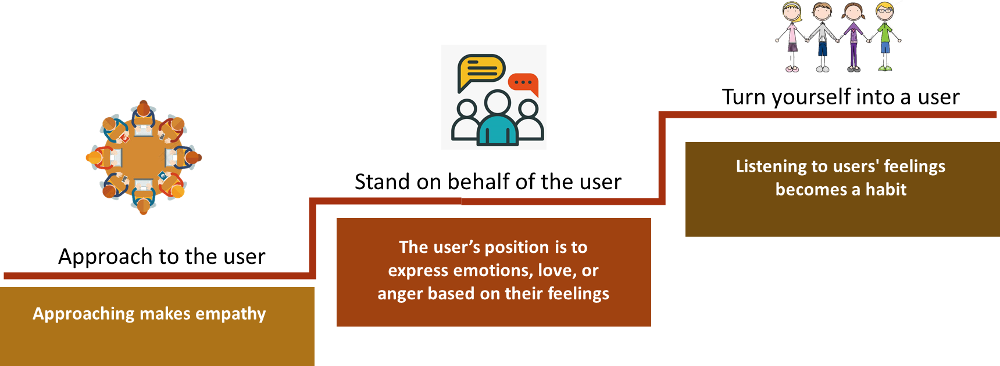 Approach to the user
Approaching makes empathy
Stand on behalf of the user
The user’s position is to
express emotions, love, or
anger based on their feelings
Turn yourself into a user
Listening to users' feelings
becomes a habit